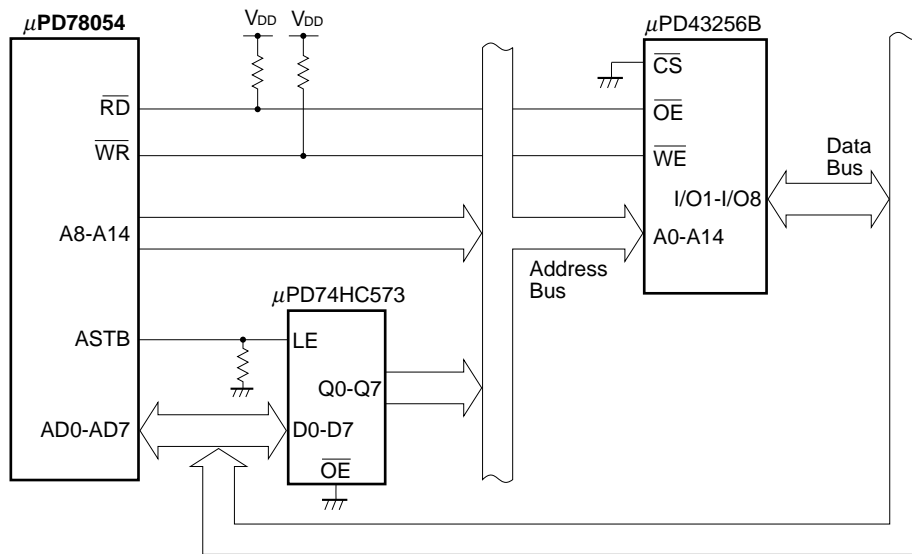 μPD78054
VDD
VDD
μPD43256B
CS
RD
OE
WR
WE
Data
Bus
I/O1-I/O8
A8-A14
A0-A14
Address
Bus
μPD74HC573
ASTB
LE
Q0-Q7
AD0-AD7
D0-D7
OE